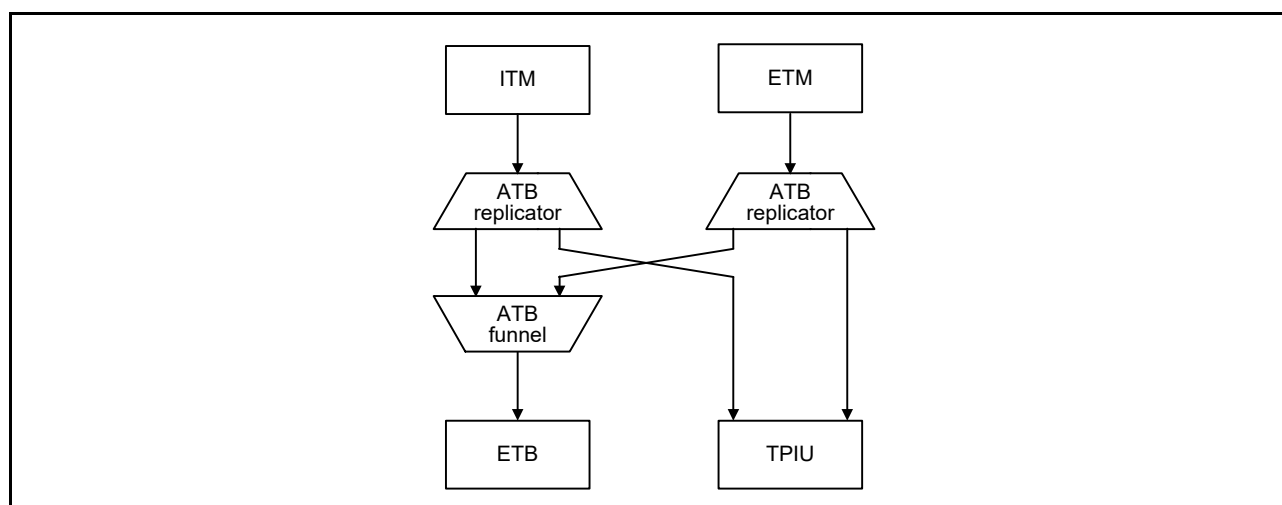 ITM
ETM
ATB
replicator
ATB
replicator
ATB
funnel
ETB
TPIU